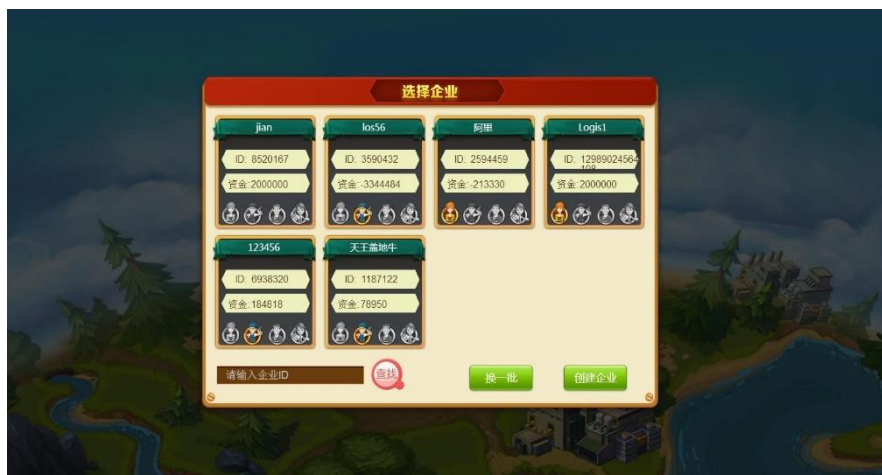 选择企业
jian
ID: 8520167
资金:2000000
los56
ID: 3590432
资金:-3344484
阿里
ID: 2594459
资金:-213330
Logis1
ID: 12989024564
资金:2000000
123456
ID: 6938320
资金:184818
天王盖地牛
ID: 1187122
资金:78950
请输入企业ID
查找
换一批
创建企业